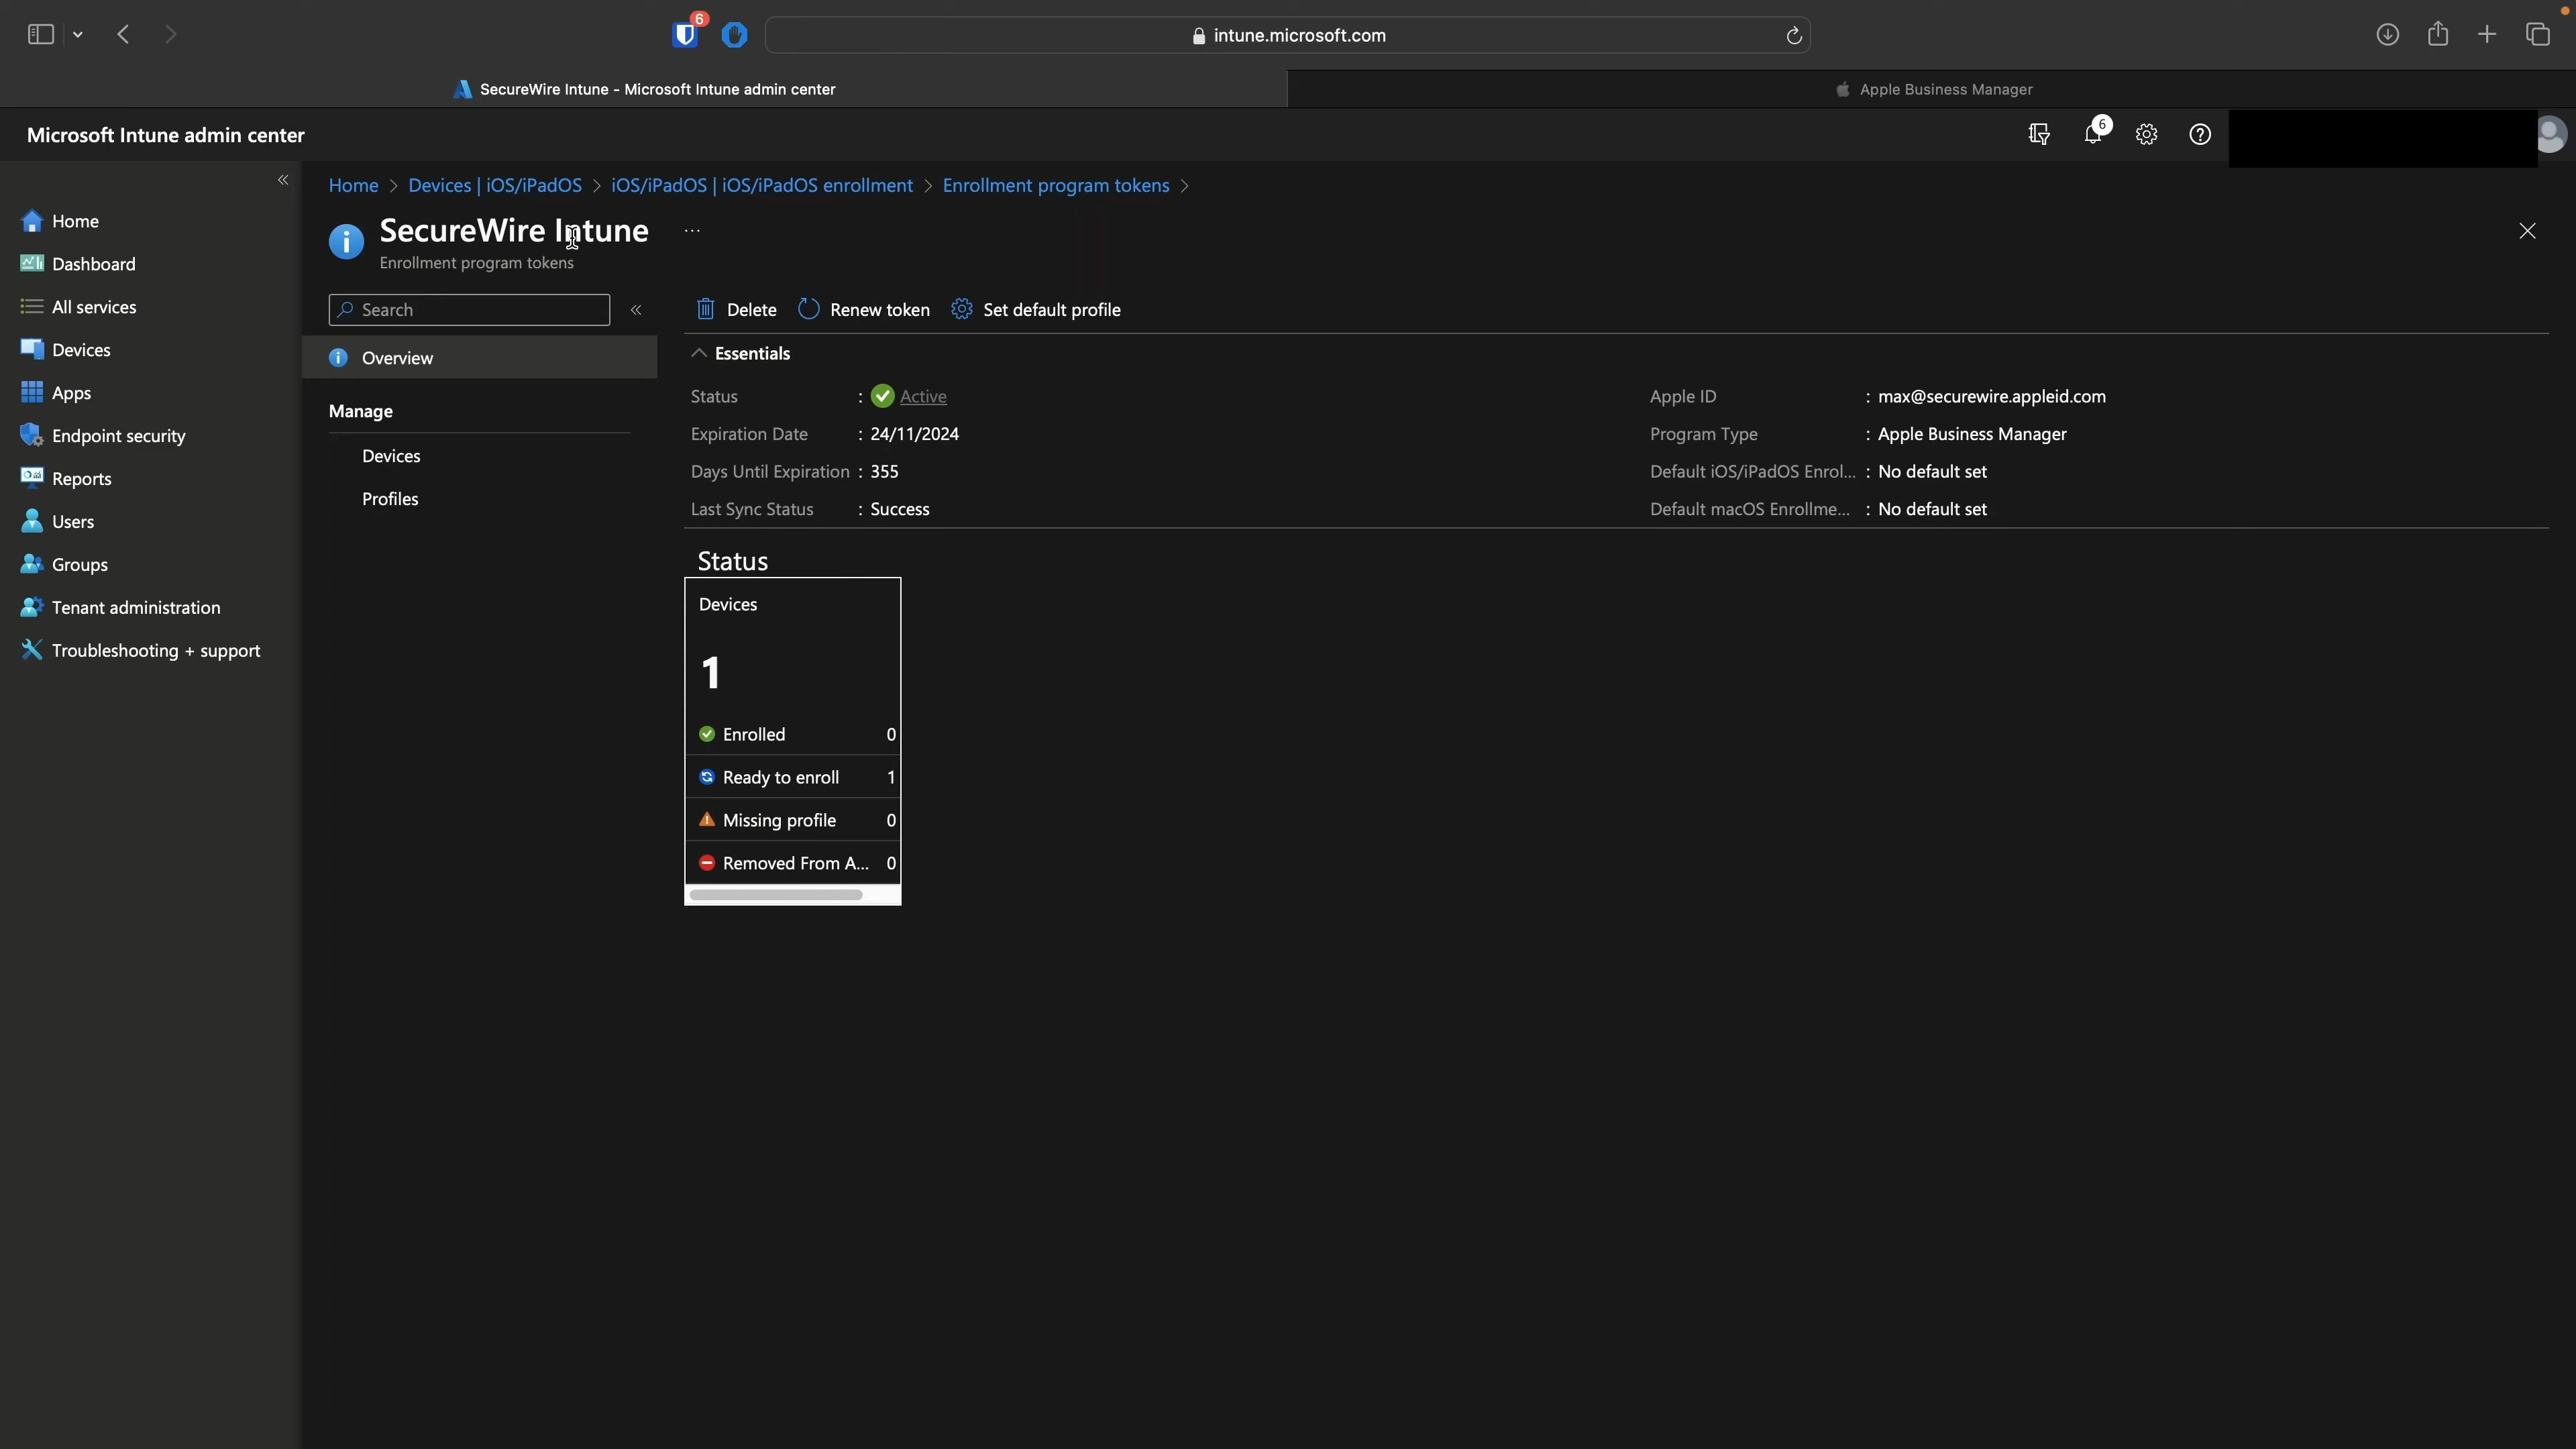 6
intune.microsoft.com
SecureWire Intune - Microsoft Intune admin center
Apple Business Manager
Microsoft Intune admin center
6
Home > Devices | iOS/iPadOS > iOS/iPadOS | iOS/iPadOS enrollment > Enrollment program tokens >
SecureWire Intune ...
Enrollment program tokens
Home
Dashboard
All services
Devices
Apps
Endpoint security
Reports
Users
Groups
Tenant administration
Troubleshooting + support
Search
Overview
Manage
Devices
Profiles
Delete Renew token Set default profile
Essentials
Status : Active
Expiration Date : 24/11/2024
Days Until Expiration : 355
Last Sync Status : Success
Apple ID : max@securewire.appleid.com
Program Type : Apple Business Manager
Default iOS/iPadOS Enrol... : No default set
Default macOS Enrollme... : No default set
Status
Devices
1
Enrolled 0
Ready to enroll 1
Missing profile 0
Removed From A... 0